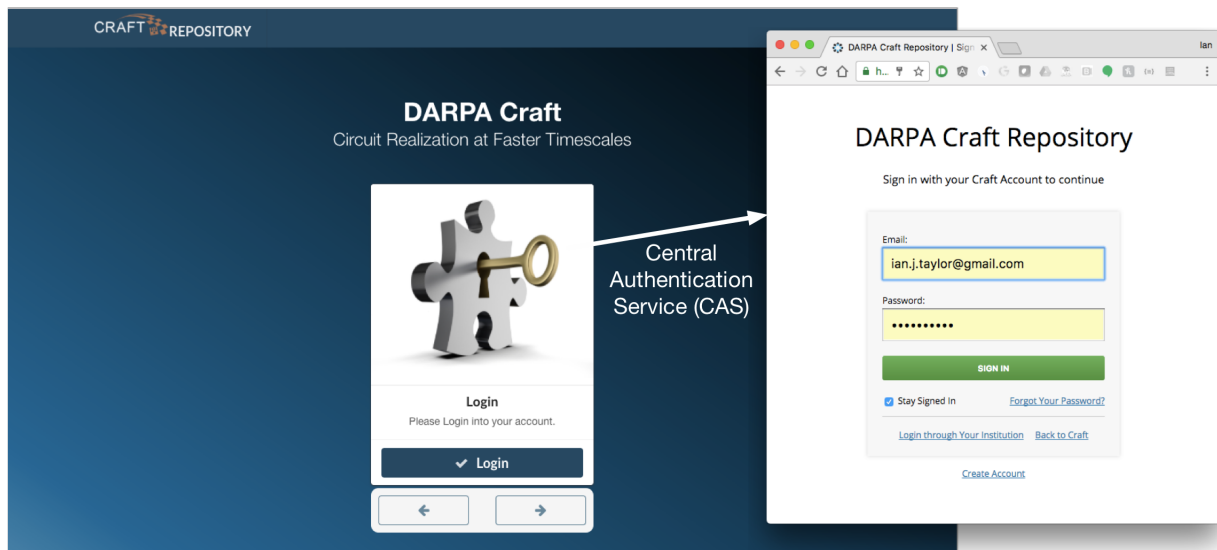 CRAFT REPOSITORY
DARPA Craft
Circuit Realization at Faster Timescales
Login
Please Login into your account.
Login
Central
Authentication
Service (CAS)
DARPA Craft Repository | Sign
Ian
h...
DARPA Craft Repository
Sign in with your Craft Account to continue
Email:
ian.j.taylor@gmail.com
Password:
••••••••••
SIGN IN
Stay Signed In Forgot Your Password?
Login through Your Institution Back to Craft
Create Account